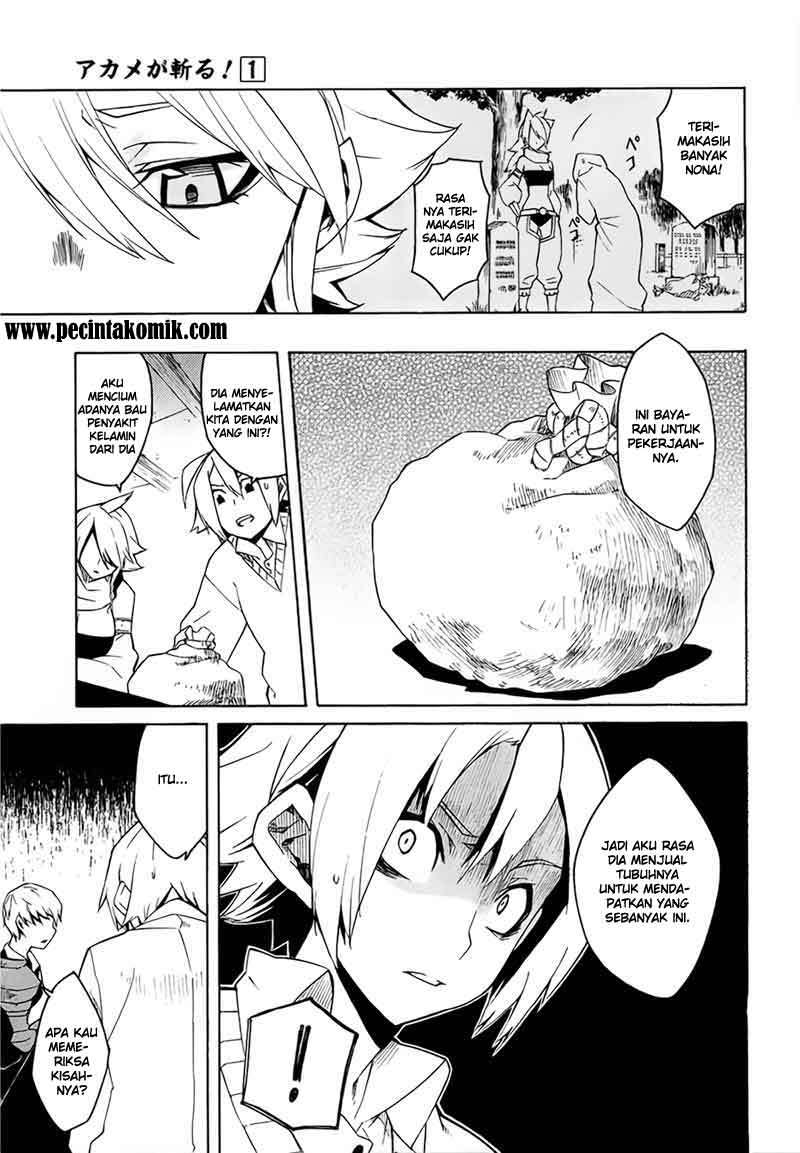 アカメが斬る! 1
TERI-
MAKASIH
BANYAK
NONA!
ペコ
RASA
NYA TERI-
MAKASIH
SAJA GAK
CUKUP!
www.pecintakomik.com
INI BAYA-
RAN UNTUK
PEKERJAAN-
NYA.
DIA MENYE-
LAMATKAN
KITA DENGAN
YANG INI?!
AKU
MENCIUM
ADANYA BAU
PENYAKIT
KELAMIN
DARI DIA
JADI AKU RASA
DIA MENJUAL
TUBUHNYA
UNTUK MENDA-
PATKAN YANG
SEBANYAK INI.
!
ITU...
APA KAU
MEME-
RIKSA
KISAH-
NYA?